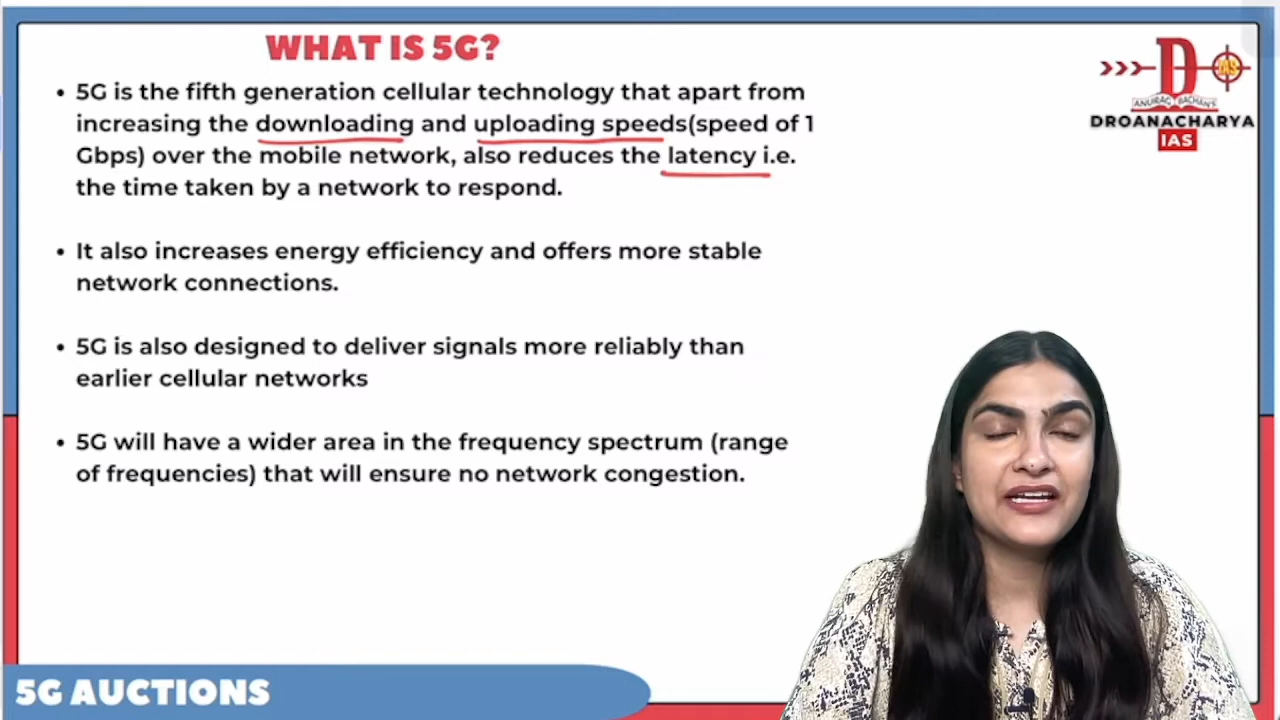 WHAT IS 5G?
• 5G is the fifth generation cellular technology that apart from
increasing the downloading and uploading speeds(speed of 1
Gbps) over the mobile network, also reduces the latency i.e.
the time taken by a network to respond.
• It also increases energy efficiency and offers more stable
network connections.
• 5G is also designed to deliver signals more reliably than
earlier cellular networks
• 5G will have a wider area in the frequency spectrum (range
of frequencies) that will ensure no network congestion.
D
IAS
ANURAG BACHAN'S
DROANACHARYA
IAS
5G AUCTIONS